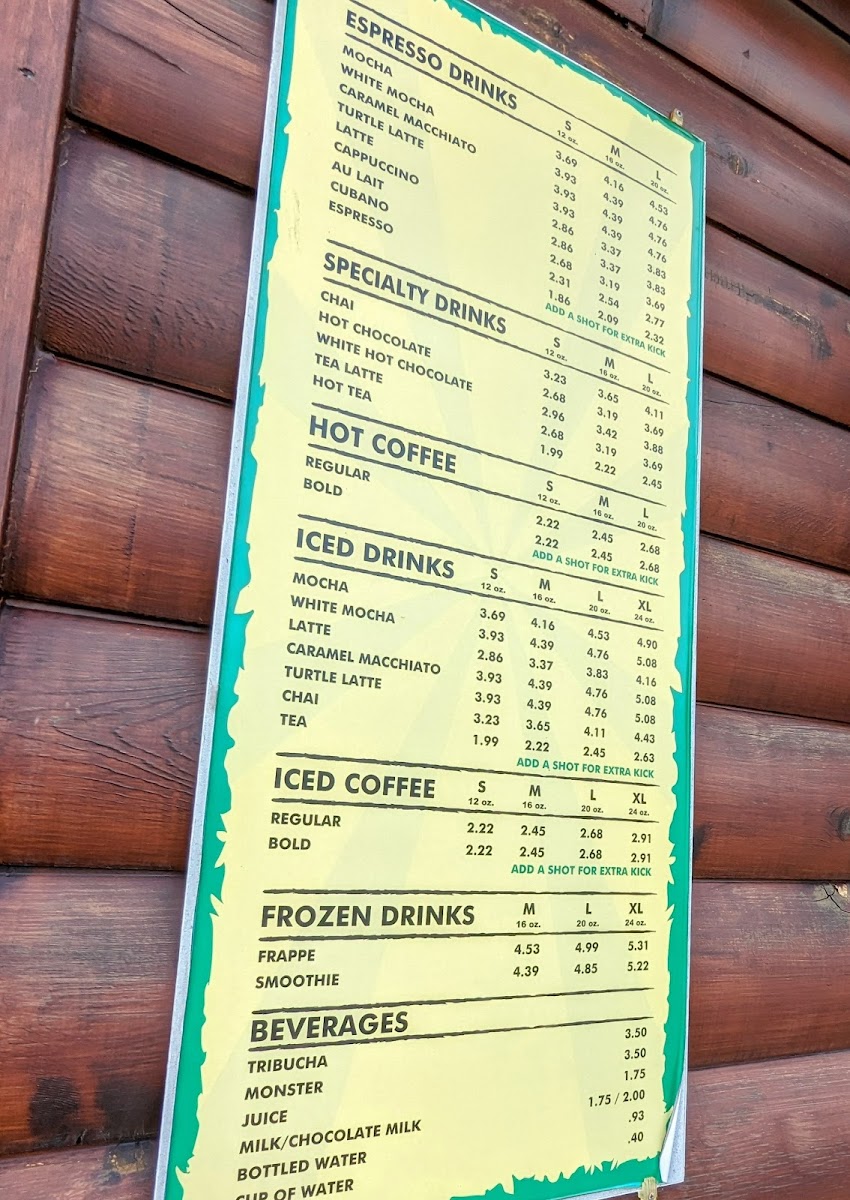 ESPRESSO DRINKS S 12 oz. M 16 oz. L 20 oz.
MOCHA 3.69 4.16 4.53
WHITE MOCHA 3.93 4.39 4.76
CARAMEL MACCHIATO 3.93 4.39 4.76
TURTLE LATTE 3.93 4.39 4.76
LATTE 2.86 3.37 3.83
CAPPUCCINO 2.86 3.37 3.83
AU LAIT 2.68 3.19 3.69
CUBANO 2.31 2.54 2.77
ESPRESSO 1.86 2.09 2.32
ADD A SHOT FOR EXTRA KICK
SPECIALTY DRINKS S 12 oz. M 16 oz. L 20 oz.
CHAI 3.23 3.65 4.11
HOT CHOCOLATE 2.68 3.19 3.69
WHITE HOT CHOCOLATE 2.96 3.42 3.88
TEA LATTE 2.68 3.19 3.69
HOT TEA 1.99 2.22 2.45
HOT COFFEE S 12 oz. M 16 oz. L 20 oz.
REGULAR 2.22 2.45 2.68
BOLD 2.22 2.45 2.68
ADD A SHOT FOR EXTRA KICK
ICED DRINKS S 12 oz. M 16 oz. L 20 oz. XL 24 oz.
MOCHA 3.69 4.16 4.53 4.90
WHITE MOCHA 3.93 4.39 4.76 5.08
LATTE 2.86 3.37 3.83 4.16
CARAMEL MACCHIATO 3.93 4.39 4.76 5.08
TURTLE LATTE 3.93 4.39 4.76 5.08
CHAI 3.23 3.65 4.11 4.43
TEA 1.99 2.22 2.45 2.63
ADD A SHOT FOR EXTRA KICK
ICED COFFEE S 12 oz. M 16 oz. L 20 oz. XL 24 oz.
REGULAR 2.22 2.45 2.68 2.91
BOLD 2.22 2.45 2.68 2.91
ADD A SHOT FOR EXTRA KICK
FROZEN DRINKS M 16 oz. L 20 oz. XL 24 oz.
FRAPPE 4.53 4.99 5.31
SMOOTHIE 4.39 4.85 5.22
BEVERAGES
TRIBUCHA 3.50
MONSTER 3.50
JUICE 1.75
MILK/CHOCOLATE MILK 1.75 / 2.00
BOTTLED WATER .93
CUP OF WATER .40